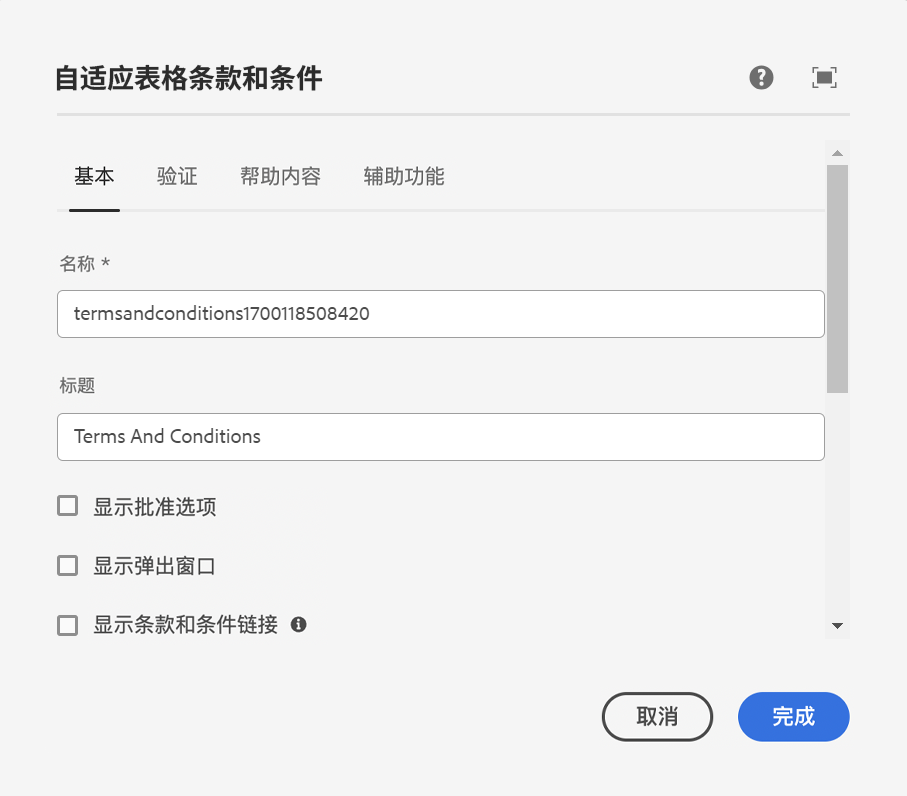 自适应表格条款和条件
基本 验证 帮助内容 辅助功能
名称 *
termsandconditions1700118508420
标题
Terms And Conditions
显示批准选项
显示弹出窗口
显示条款和条件链接
取消 完成